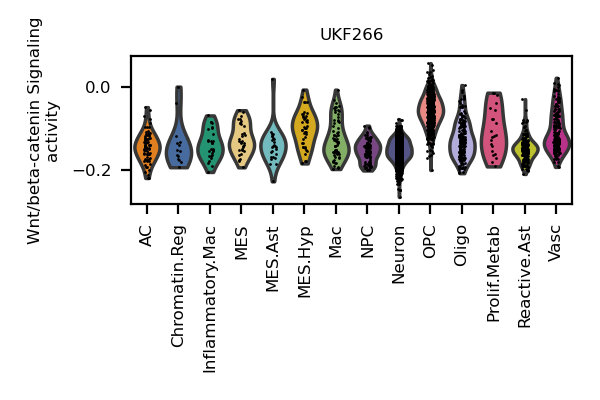 UKF266
Wnt/beta-catenin Signaling
activity
0.0
−0.2
AC
Chromatin.Reg
Inflammatory.Mac
MES
MES.Ast
MES.Hyp
Mac
NPC
Neuron
OPC
Oligo
Prolif.Metab
Reactive.Ast
Vasc